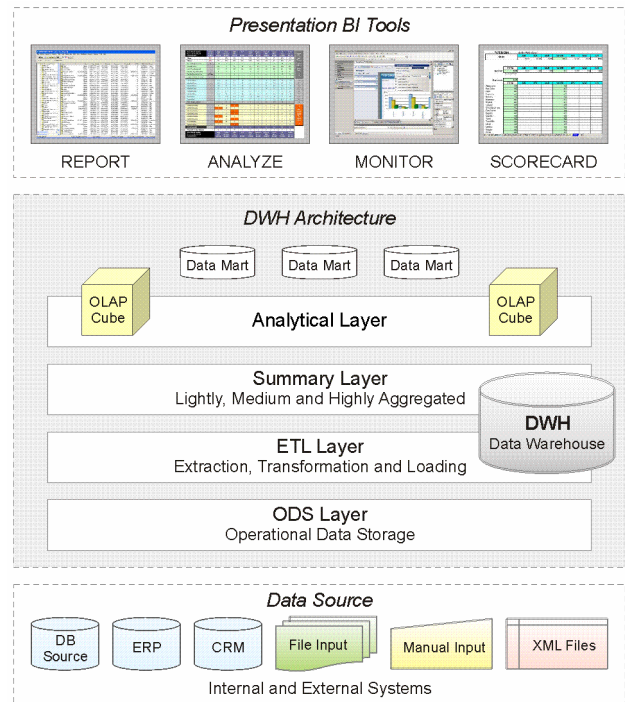 Presentation BI Tools
REPORT
ANALYZE
MONITOR
SCORECARD
DWH Architecture
Data Mart
Data Mart
Data Mart
OLAP
Cube
OLAP
Cube
Analytical Layer
Summary Layer
Lightly, Medium and Highly Aggregated
DWH
Data Warehouse
ETL Layer
Extraction, Transformation and Loading
ODS Layer
Operational Data Storage
Data Source
DB
Source
ERP
CRM
File Input
Manual Input
XML Files
Internal and External Systems